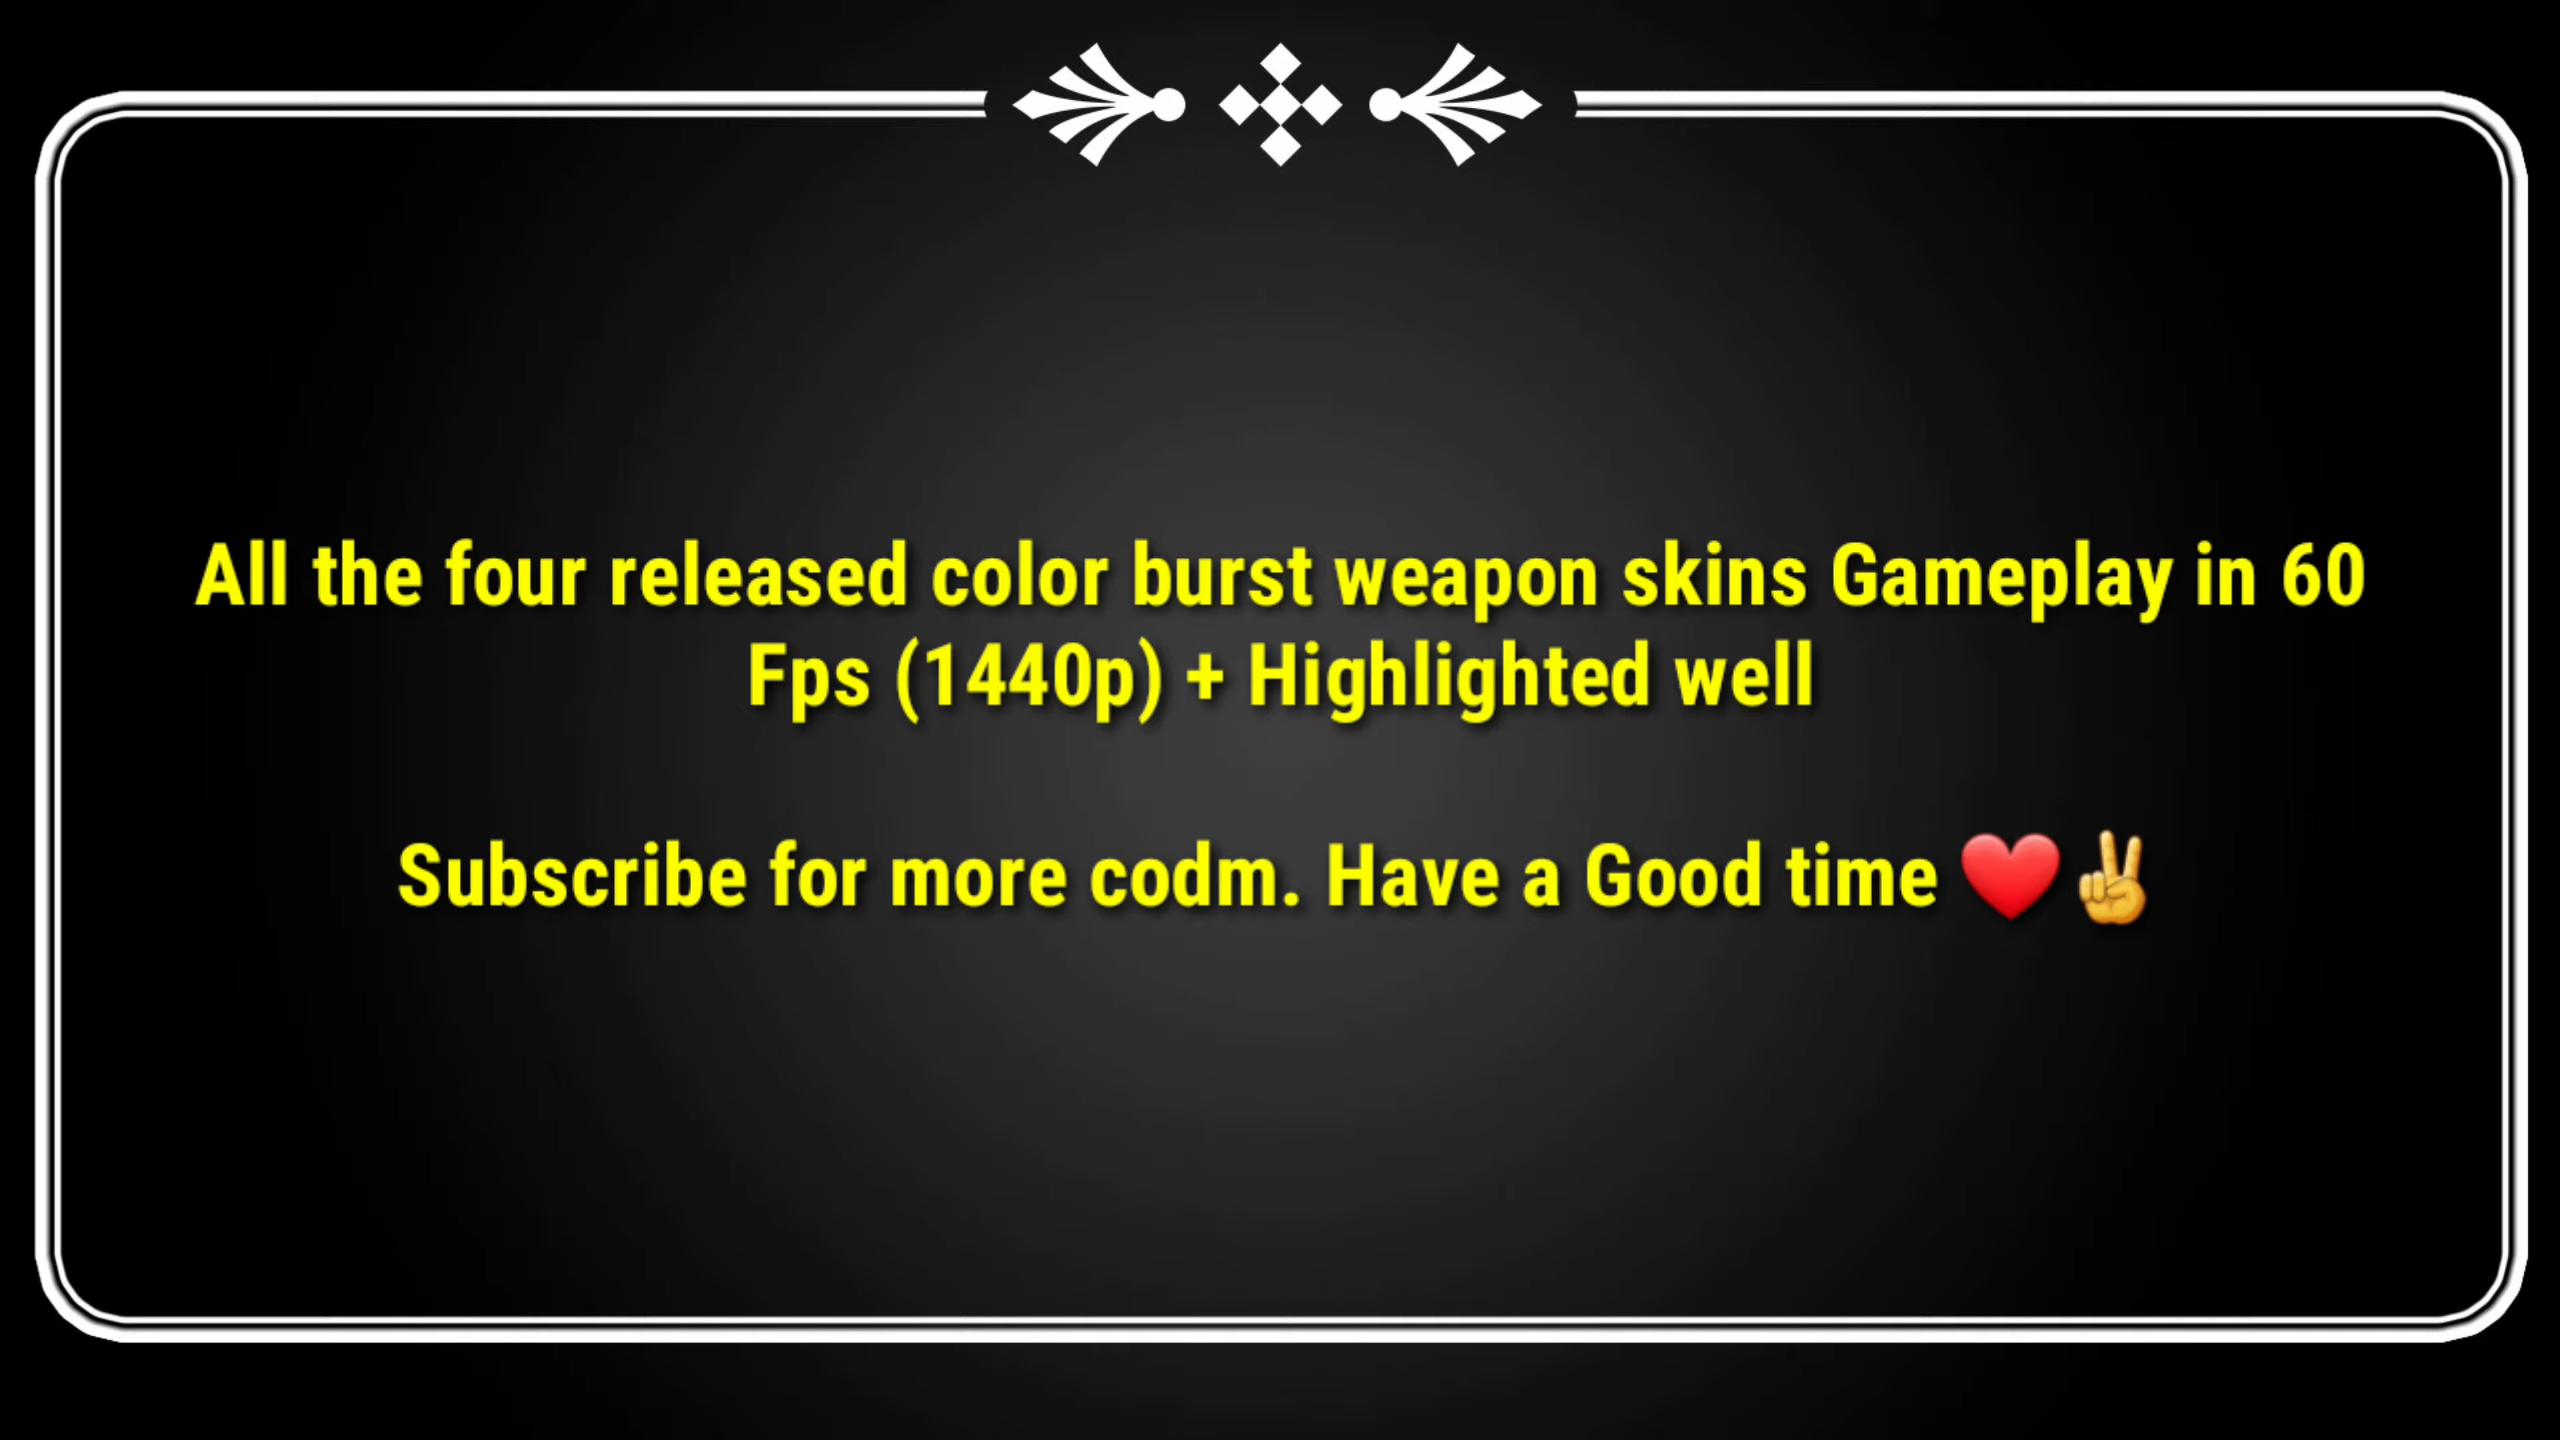 All the four released color burst weapon skins Gameplay in 60
Fps (1440p) + Highlighted well
Subscribe for more codm. Have a Good time ❤️✌️